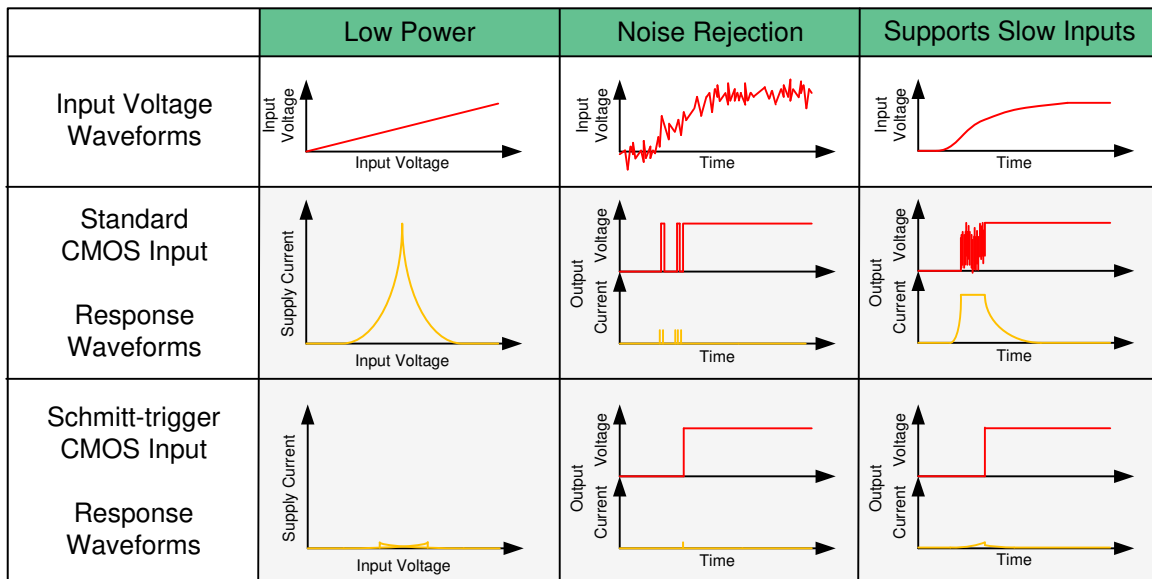 Low Power
Noise Rejection
Supports Slow Inputs
Input Voltage
Waveforms
Input
Voltage
Input Voltage
Input
Voltage
Time
Input
Voltage
Time
Standard
CMOS Input
Response
Waveforms
Supply Current
Input Voltage
Output
Voltage
Current
Time
Output
Voltage
Current
Time
Schmitt-trigger
CMOS Input
Response
Waveforms
Supply Current
Input Voltage
Output
Voltage
Current
Time
Output
Voltage
Current
Time